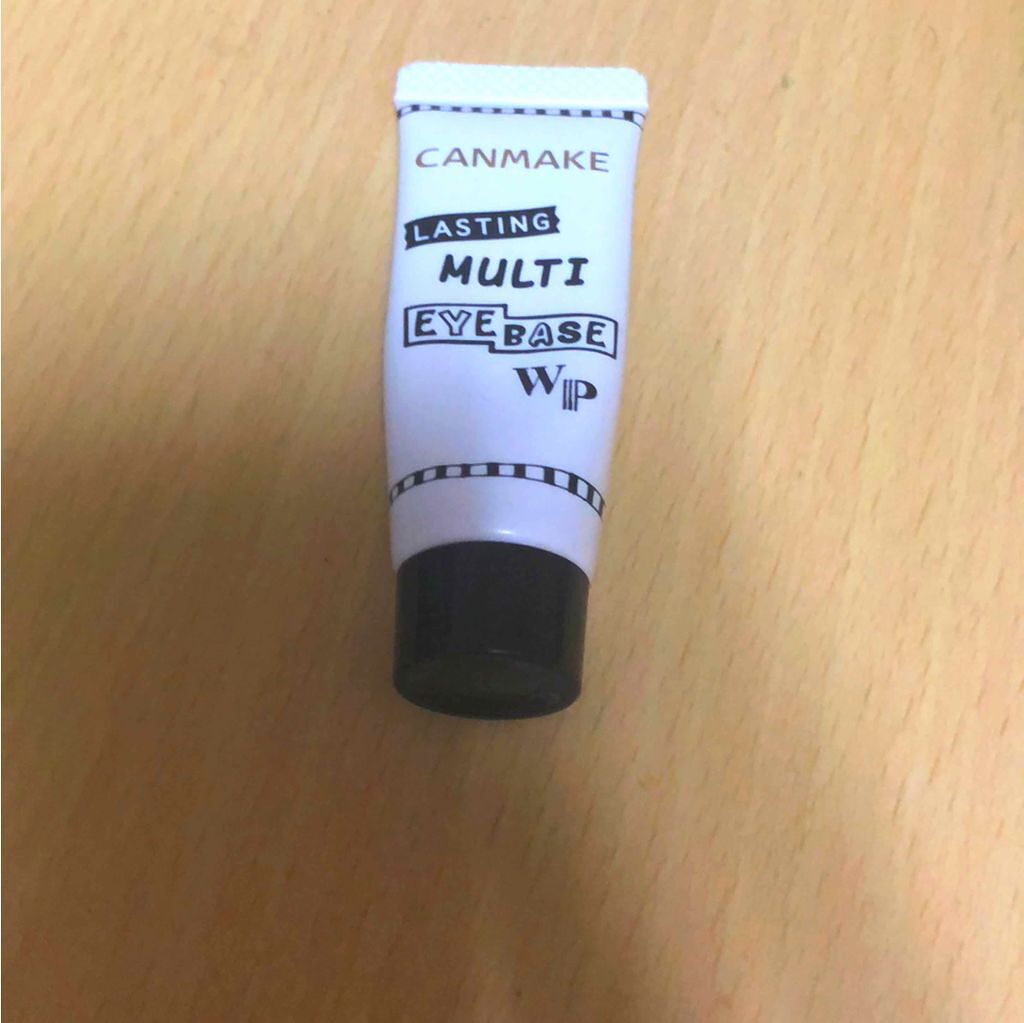 CANMAKE
LASTING
MULTI
EYE BASE
WP